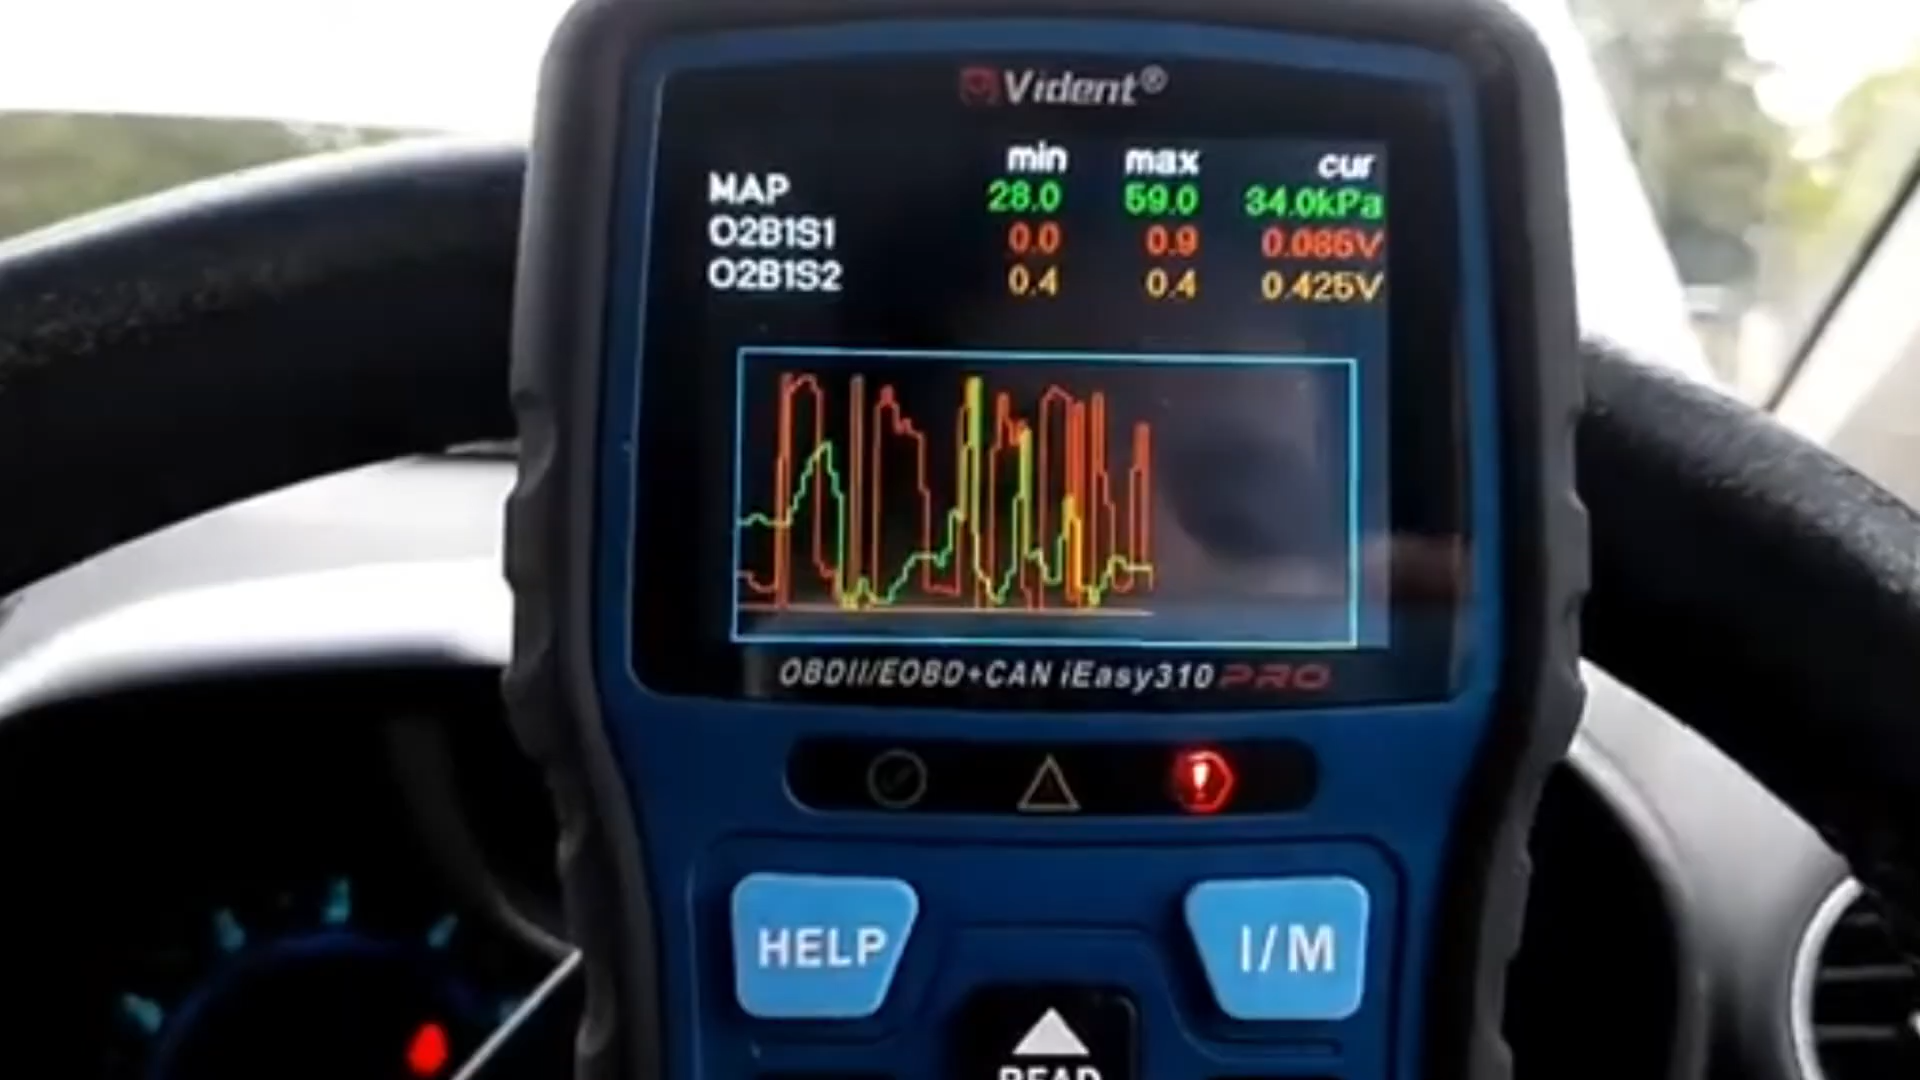 Vident®
min max cur
MAP 28.0 59.0 34.0kPa
O2B1S1 0.0 0.9 0.085V
O2B1S2 0.4 0.4 0.425V
OBDII/EOBD+CAN iEasy310 PRO
HELP
I/M
READ